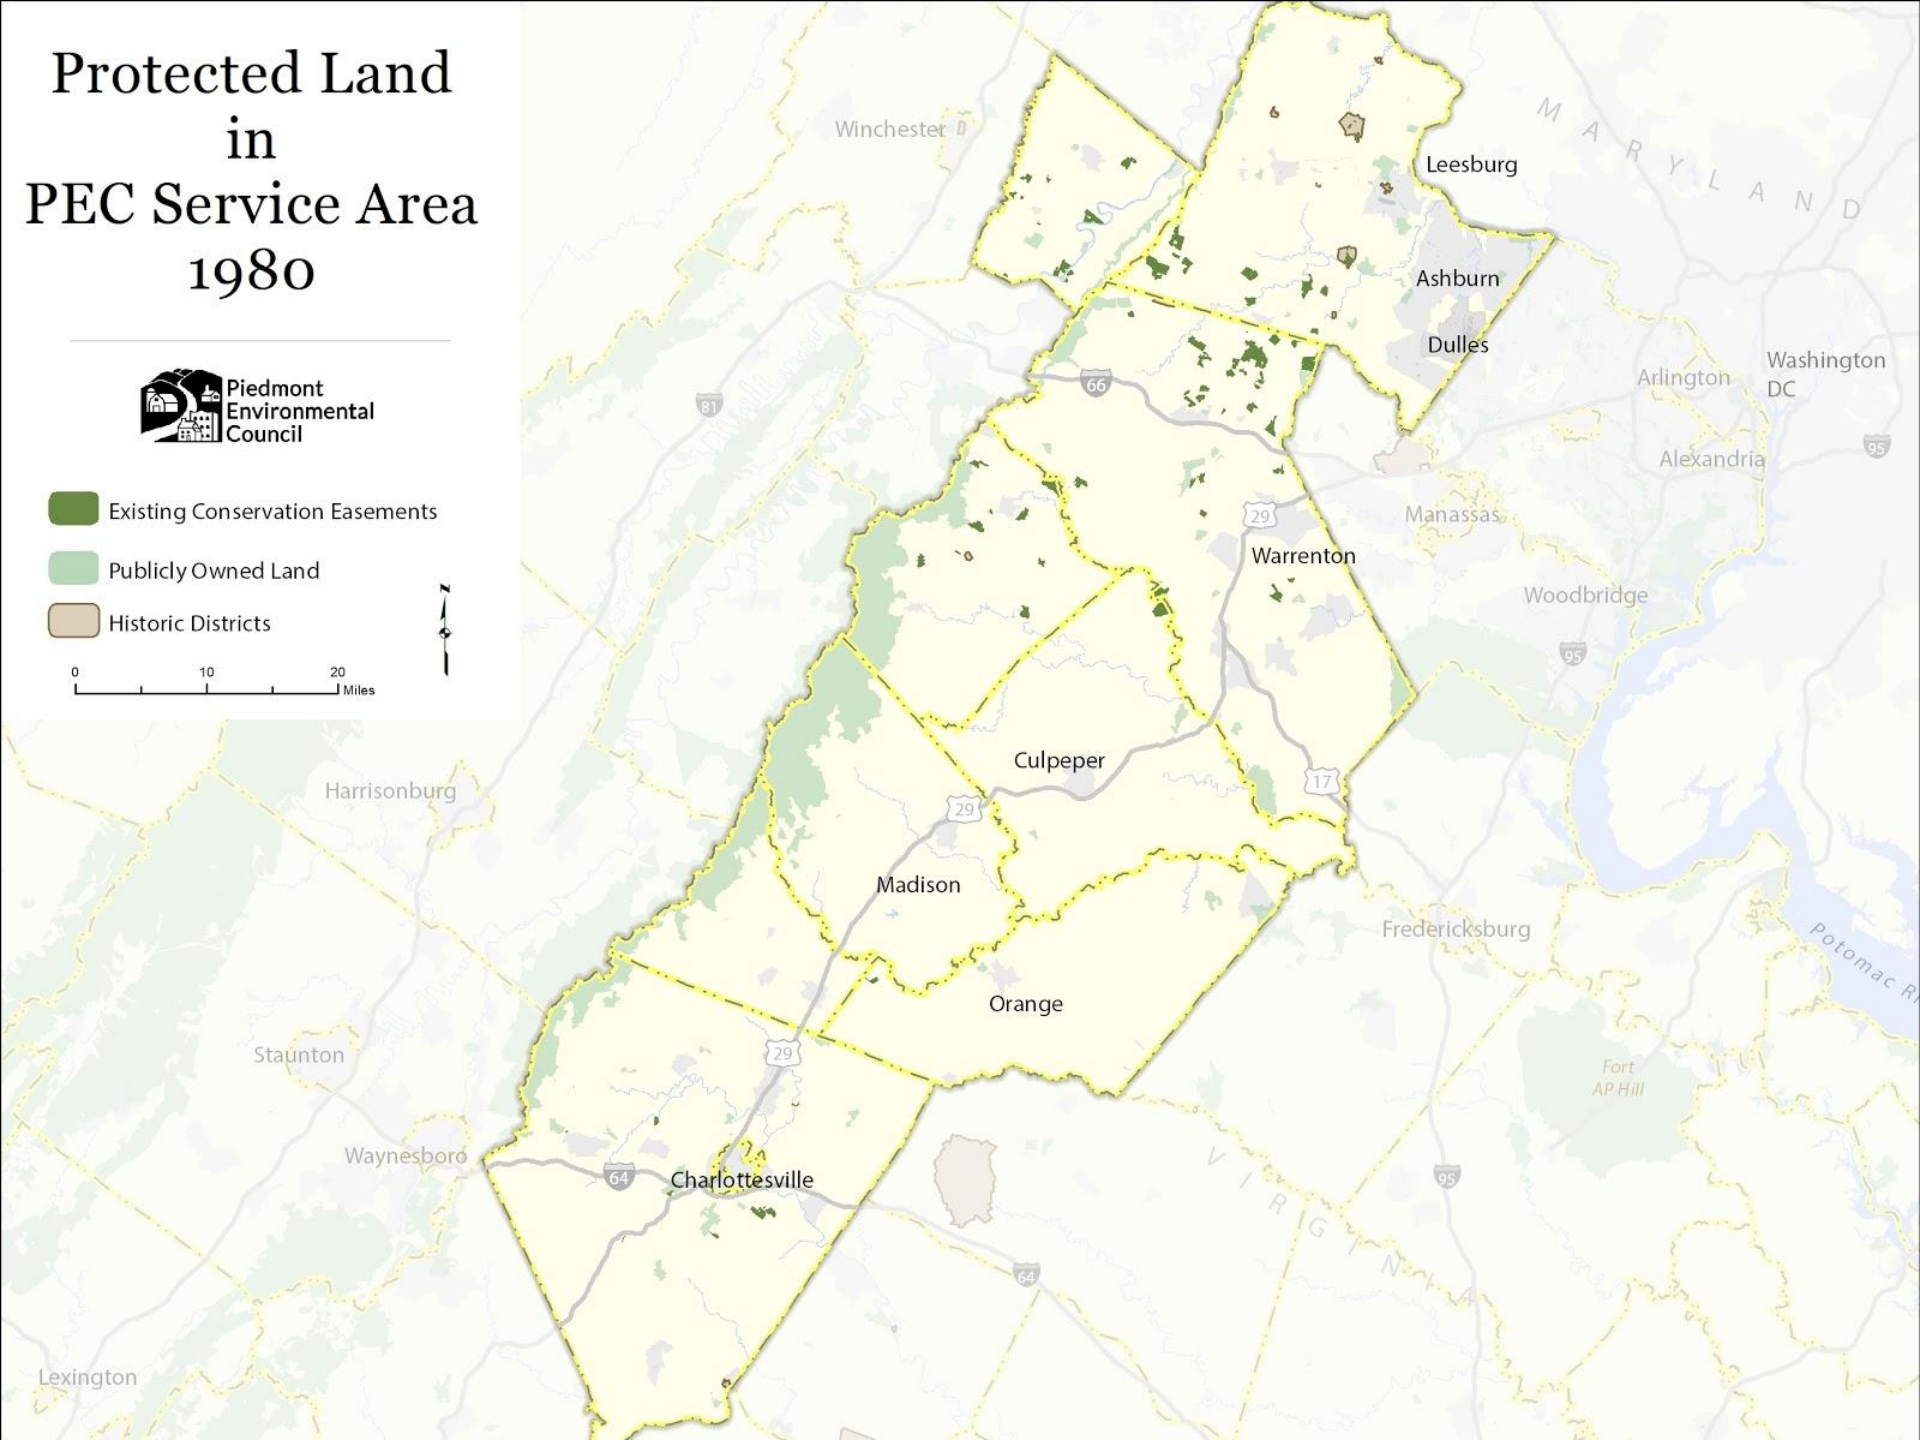 Protected Land
in
PEC Service Area
1980
Piedmont
Environmental
Council
Existing Conservation Easements
Publicly Owned Land
Historic Districts
N
0 10 20
Miles
Winchester
MARYLAND
Leesburg
Ashburn
Dulles
Washington
DC
Arlington
Alexandria
66
81
95
Manassas
29
Warrenton
Woodbridge
95
Culpeper
17
29
Harrisonburg
Madison
Fredericksburg
Potomac Ri
Orange
Staunton
29
Fort
AP Hill
Waynesboro
64
Charlottesville
95
VIRGINIA
64
Lexington